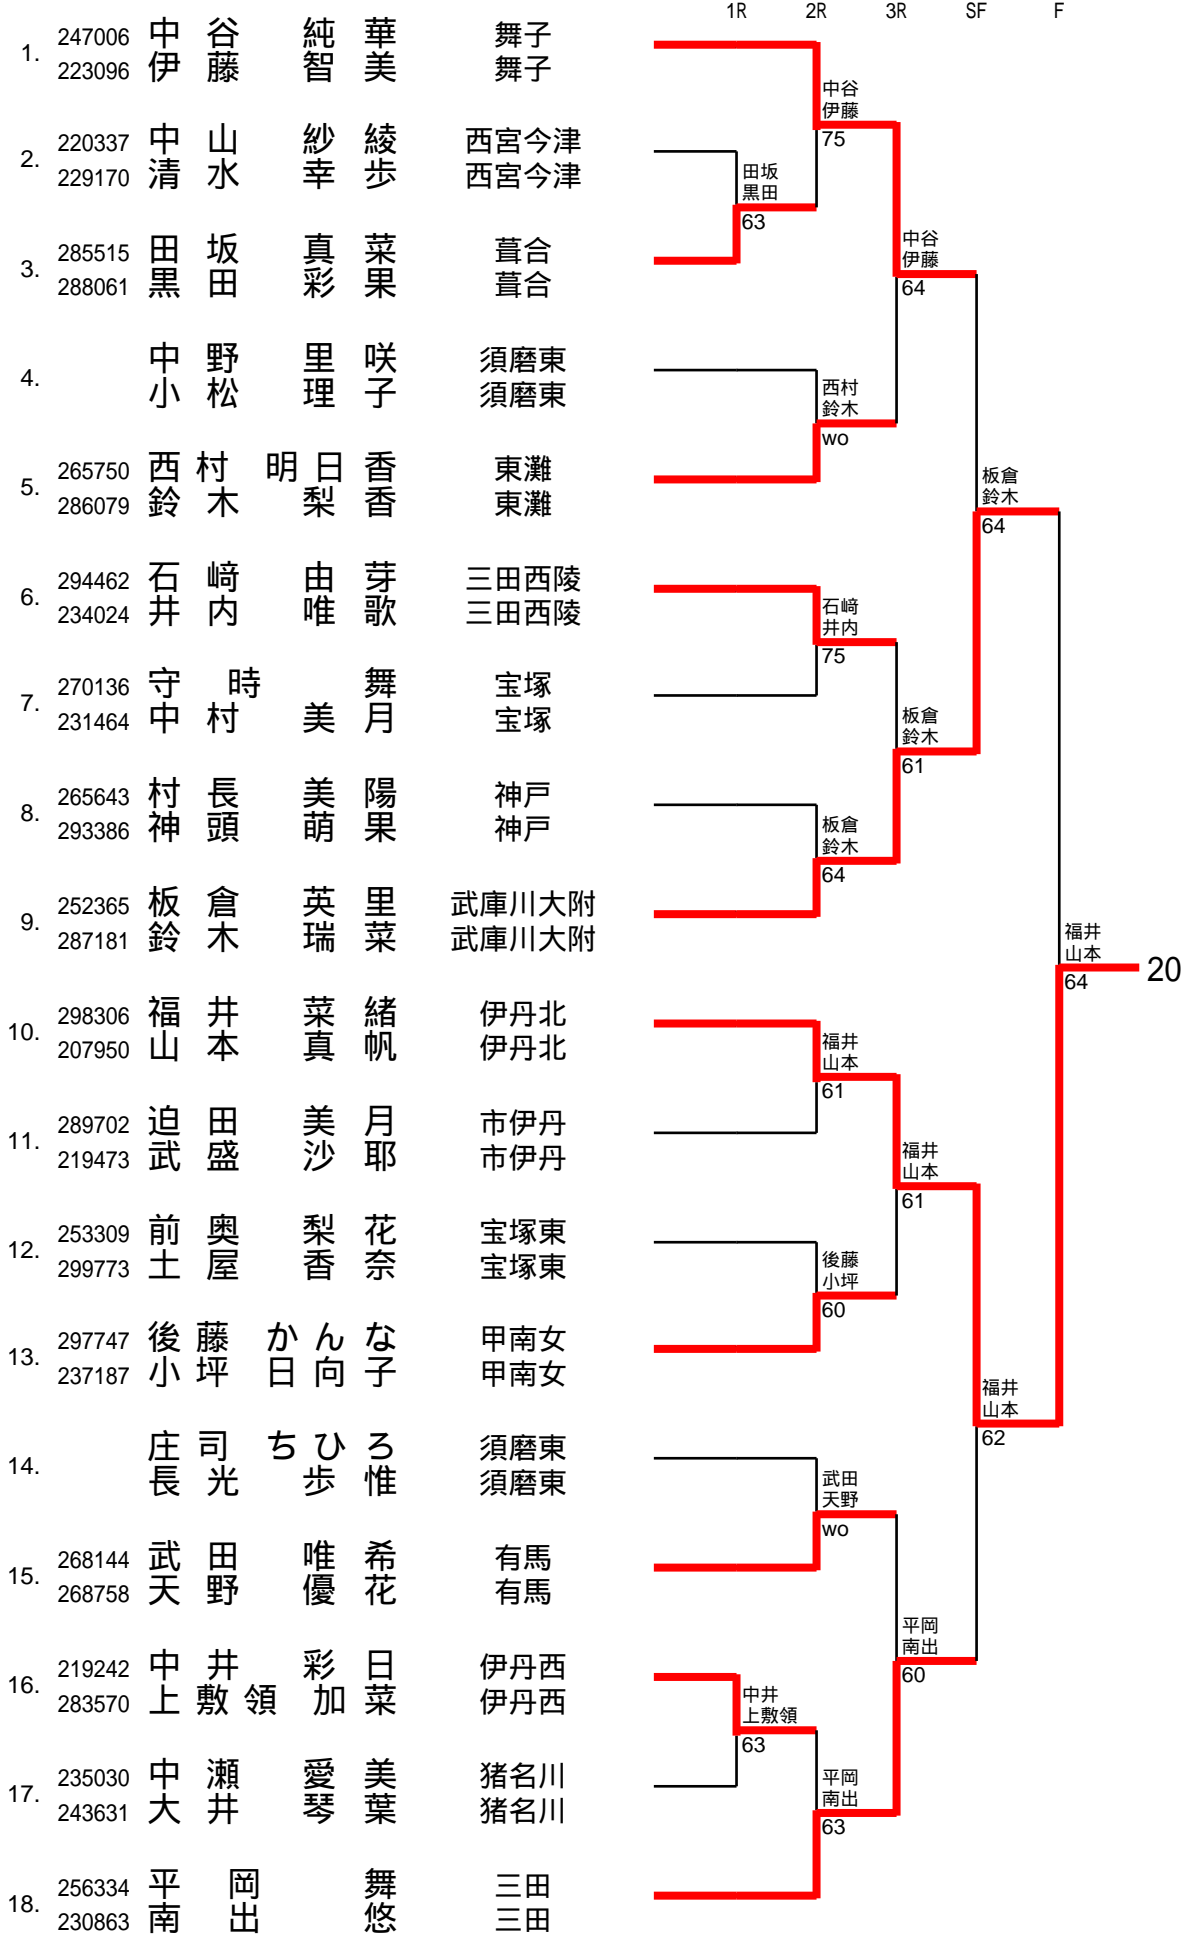 1R 2R 3R SF F
1. 247006 中谷 純華 舞子
223096 伊藤 智美 舞子
中谷
伊藤
75
2. 220337 中山 紗綾 西宮今津
229170 清水 幸歩 西宮今津
田坂
黒田
63
3. 285515 田坂 真菜 葺合
288061 黒田 彩果 葺合
中谷
伊藤
64
4. 中野 里咲 須磨東
小松 理子 須磨東
西村
鈴木
wo
5. 265750 西村 明日香 東灘
286079 鈴木 梨香 東灘
板倉
鈴木
64
6. 294462 石﨑 由芽 三田西陵
234024 井内 唯歌 三田西陵
石﨑
井内
75
7. 270136 守時 舞 宝塚
231464 中村 美月 宝塚
板倉
鈴木
61
8. 265643 村長 美陽 神戸
293386 神頭 萌果 神戸
板倉
鈴木
64
9. 252365 板倉 英里 武庫川大附
287181 鈴木 瑞菜 武庫川大附
福井
山本
64
20
10. 298306 福井 菜緒 伊丹北
207950 山本 真帆 伊丹北
福井
山本
61
11. 289702 迫田 美月 市伊丹
219473 武盛 沙耶 市伊丹
福井
山本
61
12. 253309 前奥 梨花 宝塚東
299773 土屋 香奈 宝塚東
後藤
小坪
60
13. 297747 後藤 かんな 甲南女
237187 小坪 日向子 甲南女
福井
山本
62
14. 庄司 ちひろ 須磨東
長光 歩惟 須磨東
武田
天野
wo
15. 268144 武田 唯希 有馬
268758 天野 優花 有馬
平岡
南出
60
16. 219242 中井 彩日 伊丹西
283570 上敷領 加菜 伊丹西
中井
上敷領
63
17. 235030 中瀬 愛美 猪名川
243631 大井 琴葉 猪名川
平岡
南出
63
18. 256334 平岡 舞 三田
230863 南出 悠 三田